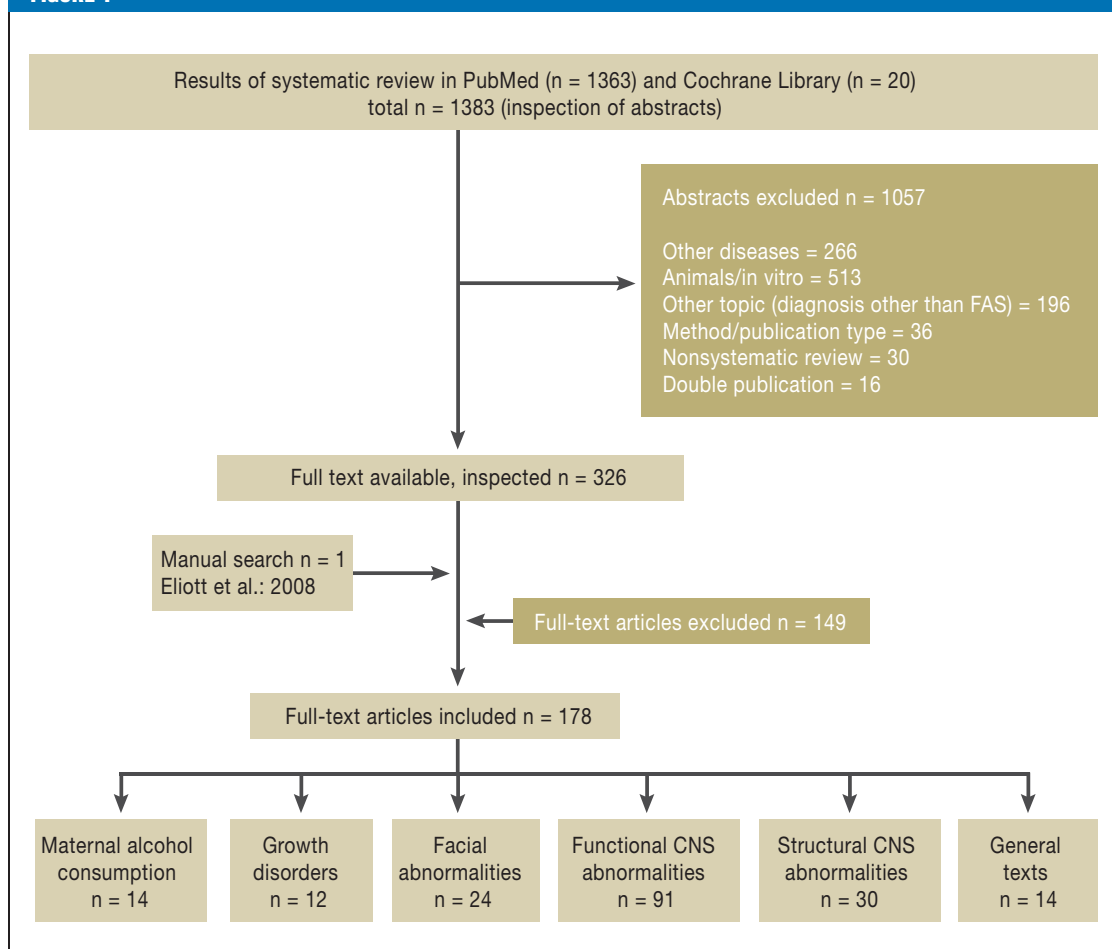 Results of systematic review in PubMed (n = 1363) and Cochrane Library (n = 20)
total n = 1383 (inspection of abstracts)
Abstracts excluded n = 1057
Other diseases = 266
Animals/in vitro = 513
Other topic (diagnosis other than FAS) = 196
Method/publication type = 36
Nonsystematic review = 30
Double publication = 16
Full text available, inspected n = 326
Manual search n = 1
Eliott et al.: 2008
Full-text articles excluded n = 149
Full-text articles included n = 178
Maternal alcohol
consumption
n = 14
Growth
disorders
n = 12
Facial
abnormalities
n = 24
Functional CNS
abnormalities
n = 91
Structural CNS
abnormalities
n = 30
General
texts
n = 14